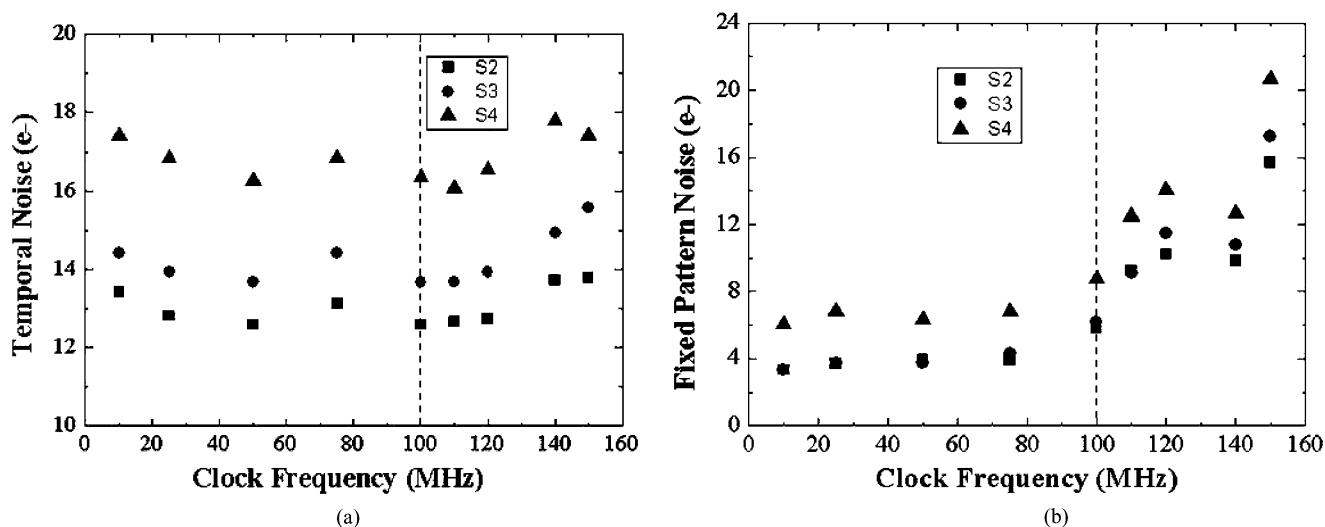 20
18
16
14
12
10
Temporal Noise (e-)
S2
S3
S4
0 20 40 60 80 100 120 140 160
Clock Frequency (MHz)
(a)
24
20
16
12
8
4
0
Fixed Pattern Noise (e-)
S2
S3
S4
0 20 40 60 80 100 120 140 160
Clock Frequency (MHz)
(b)